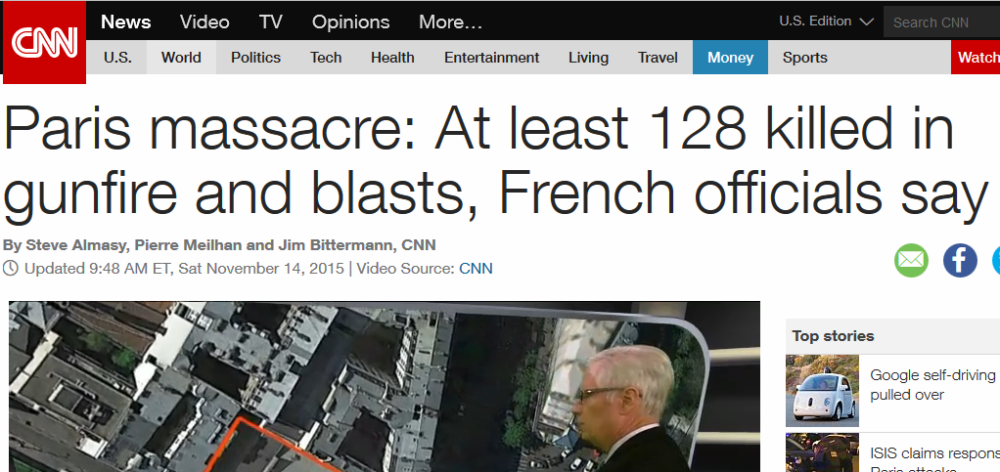 CNN
News Video TV Opinions More...
U.S. Edition
Search CNN
U.S. World Politics Tech Health Entertainment Living Travel Money Sports
Watch
Paris massacre: At least 128 killed in
gunfire and blasts, French officials say
By Steve Almasy, Pierre Meilhan and Jim Bittermann, CNN
Updated 9:48 AM ET, Sat November 14, 2015 | Video Source: CNN
Top stories
Google self-driving
pulled over
ISIS claims respons
Paris attacks